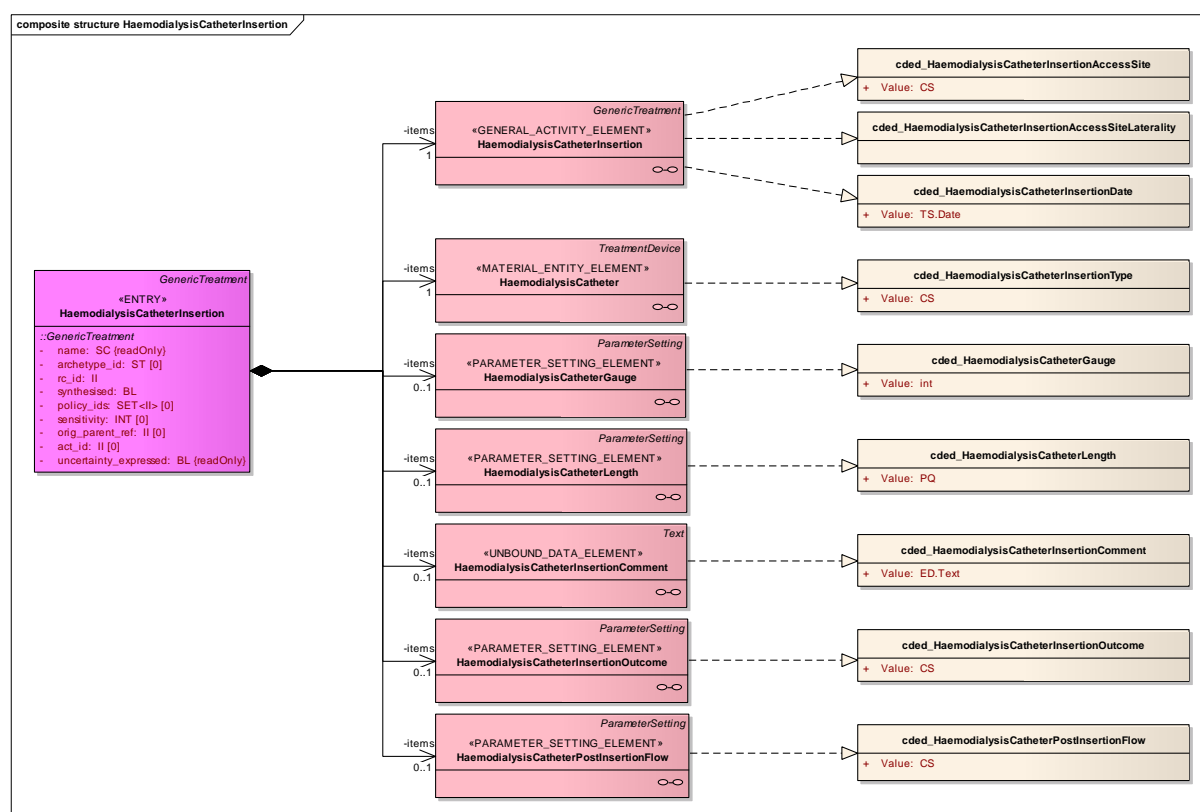 composite structure HaemodialysisCatheterInsertion
GenericTreatment
«ENTRY»
HaemodialysisCatheterInsertion
::GenericTreatment
- name: SC {readOnly}
- archetype_id: ST [0]
- rc_id: II
- synthesised: BL
- policy_ids: SET<II> [0]
- sensitivity: INT [0]
- orig_parent_ref: II [0]
- act_id: II [0]
- uncertainty_expressed: BL {readOnly}
-items
1
GenericTreatment
«GENERAL_ACTIVITY_ELEMENT»
HaemodialysisCatheterInsertion
cded_HaemodialysisCatheterInsertionAccessSite
+ Value: CS
cded_HaemodialysisCatheterInsertionAccessSiteLaterality
cded_HaemodialysisCatheterInsertionDate
+ Value: TS.Date
-items
1
TreatmentDevice
«MATERIAL_ENTITY_ELEMENT»
HaemodialysisCatheter
cded_HaemodialysisCatheterInsertionType
+ Value: CS
-items
0..1
ParameterSetting
«PARAMETER_SETTING_ELEMENT»
HaemodialysisCatheterGauge
cded_HaemodialysisCatheterGauge
+ Value: int
-items
0..1
ParameterSetting
«PARAMETER_SETTING_ELEMENT»
HaemodialysisCatheterLength
cded_HaemodialysisCatheterLength
+ Value: PQ
-items
0..1
Text
«UNBOUND_DATA_ELEMENT»
HaemodialysisCatheterInsertionComment
cded_HaemodialysisCatheterInsertionComment
+ Value: ED.Text
-items
0..1
ParameterSetting
«PARAMETER_SETTING_ELEMENT»
HaemodialysisCatheterInsertionOutcome
cded_HaemodialysisCatheterInsertionOutcome
+ Value: CS
-items
0..1
ParameterSetting
«PARAMETER_SETTING_ELEMENT»
HaemodialysisCatheterPostInsertionFlow
cded_HaemodialysisCatheterPostInsertionFlow
+ Value: CS